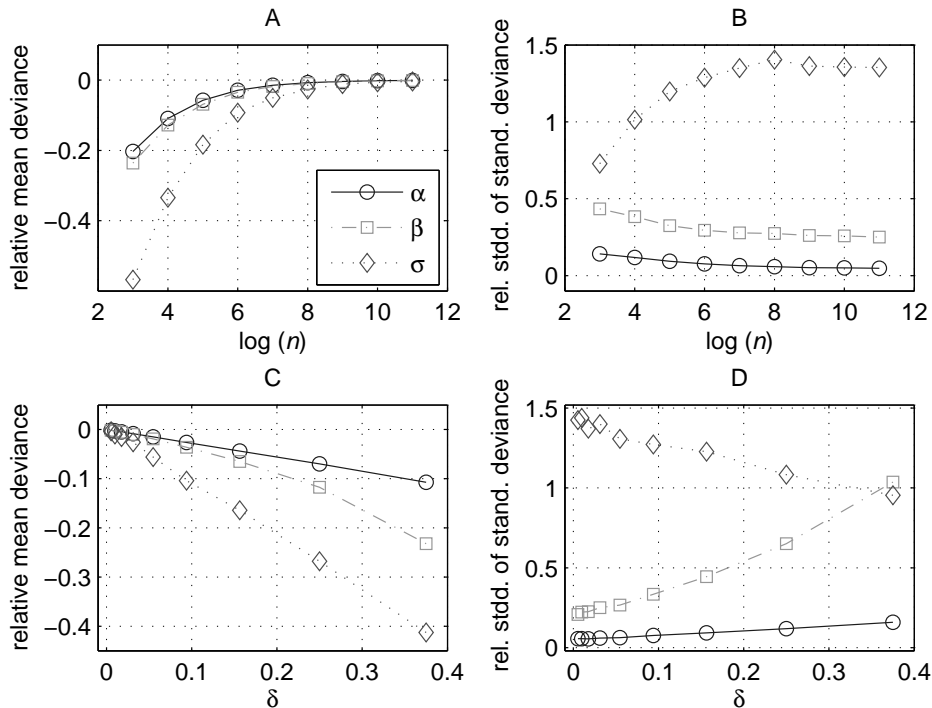 A
relative mean deviance
0
−0.2
−0.4
2 4 6 8 10 12
log (n)
α
β
σ
B
rel. stdd. of stand. deviance
1.5
1
0.5
0
2 4 6 8 10 12
log (n)
C
relative mean deviance
0
−0.1
−0.2
−0.3
−0.4
0 0.1 0.2 0.3 0.4
δ
D
rel. stdd. of stand. deviance
1.5
1
0.5
0
0 0.1 0.2 0.3 0.4
δ